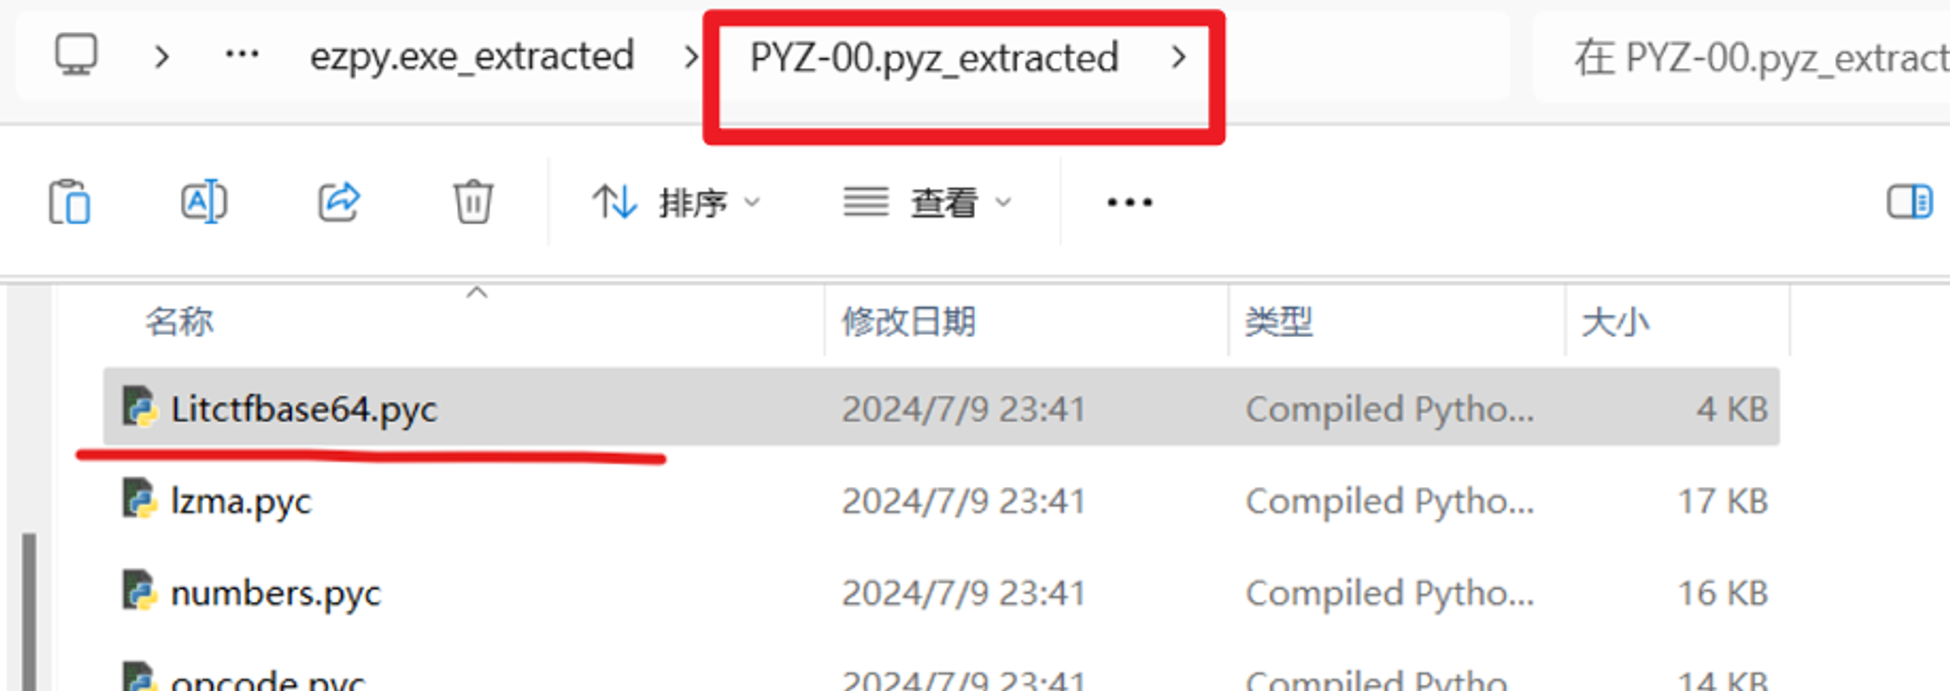 ezpy.exe_extracted > PYZ-00.pyz_extracted > 在 PYZ-00.pyz_extract
排序 查看
名称 修改日期 类型 大小
Litctfbase64.pyc 2024/7/9 23:41 Compiled Pytho... 4 KB
lzma.pyc 2024/7/9 23:41 Compiled Pytho... 17 KB
numbers.pyc 2024/7/9 23:41 Compiled Pytho... 16 KB
opcode.pyc 2024/7/9 23:41 Compiled Pytho 14 KB